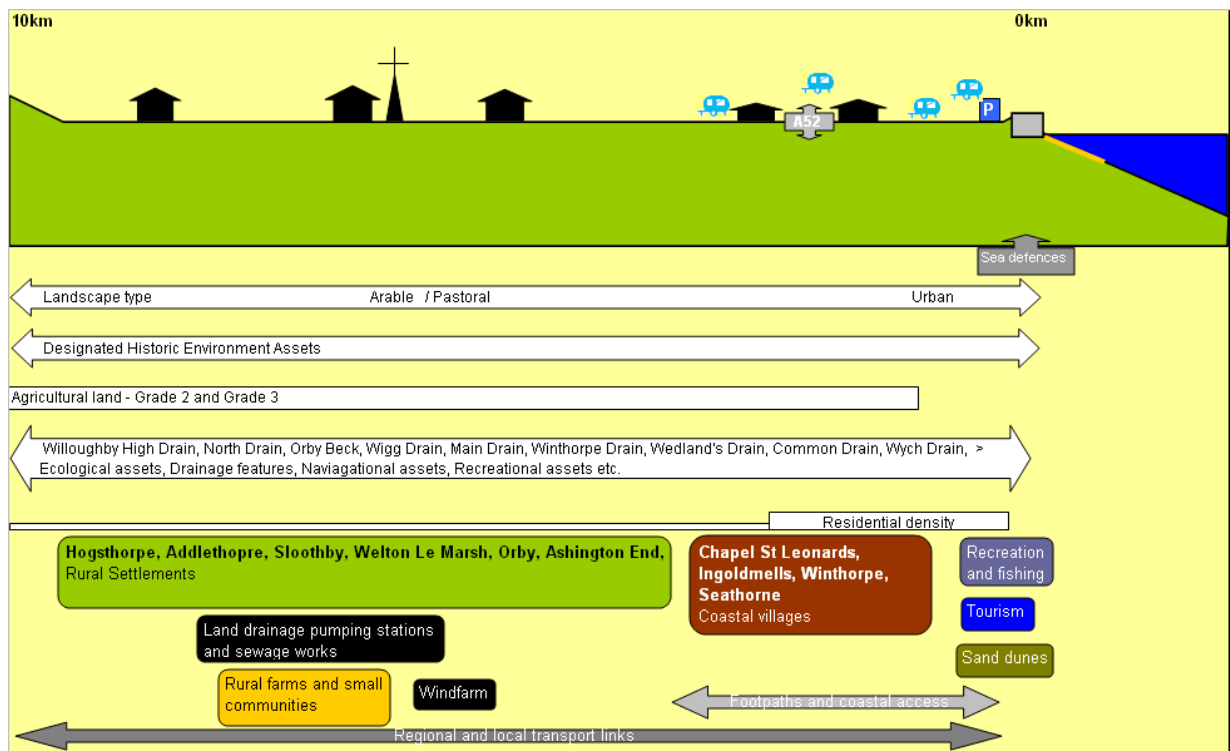 10km
0km
A52
P
Sea defences
Landscape type Arable / Pastoral Urban
Designated Historic Environment Assets
Agricultural land - Grade 2 and Grade 3
Willoughby High Drain, North Drain, Orby Beck, Wigg Drain, Main Drain, Winthorpe Drain, Wedland's Drain, Common Drain, Wych Drain, >
Ecological assets, Drainage features, Naviagational assets, Recreational assets etc.
Residential density
Hogsthorpe, Addlethopre, Sloothby, Welton Le Marsh, Orby, Ashington End,
Rural Settlements
Chapel St Leonards,
Ingoldmells, Winthorpe,
Seathorne
Coastal villages
Recreation
and fishing
Tourism
Land drainage pumping stations
and sewage works
Sand dunes
Rural farms and small
communities
Windfarm
Footpaths and coastal access
Regional and local transport links